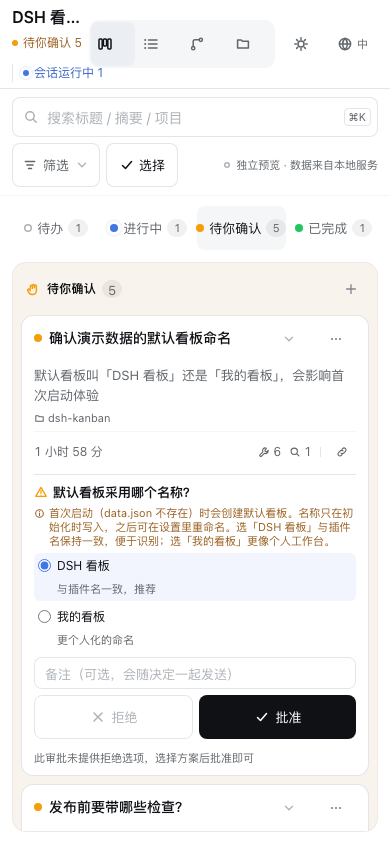 DSH 看...
待你确认 5
中
会话运行中 1
搜索标题 / 摘要 / 项目
⌘K
筛选
选择
独立预览 · 数据来自本地服务
待办 1
进行中 1
待你确认 5
已完成 1
待你确认 5
确认演示数据的默认看板命名
默认看板叫「DSH 看板」还是「我的看板」，会影响首
次启动体验
dsh-kanban
1 小时 58 分
6
1
默认看板采用哪个名称?
首次启动（data.json 不存在）时会创建默认看板。名称只在初
始化时写入，之后可在设置里重命名。选「DSH 看板」与插件
名保持一致，便于识别；选「我的看板」更像个人工作台。
DSH 看板
与插件名一致，推荐
我的看板
更个人化的命名
备注（可选，会随决定一起发送）
拒绝
批准
此审批未提供拒绝选项，选择方案后批准即可
发布前要带哪些检查?